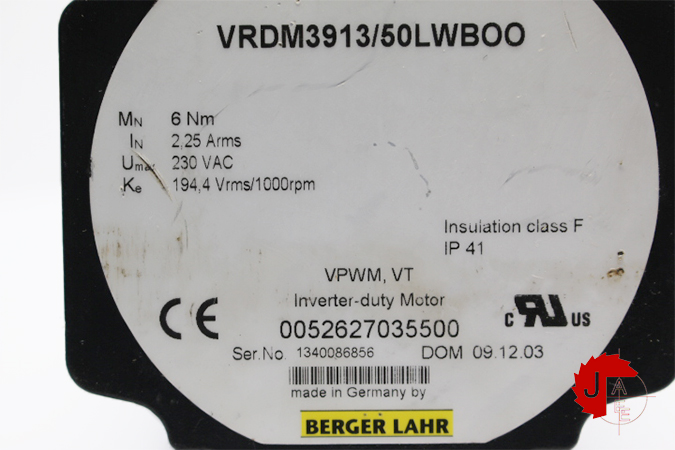 VRDM3913/50LWBOO
MN 6 Nm
IN 2,25 Arms
Umax 230 VAC
Ke 194,4 Vrms/1000rpm
Insulation class F
IP 41
VPWM, VT
Inverter-duty Motor
CE
0052627035500
c RU US
Ser.No. 1340086856 DOM 09.12.03
made in Germany by
BERGER LAHR
JA